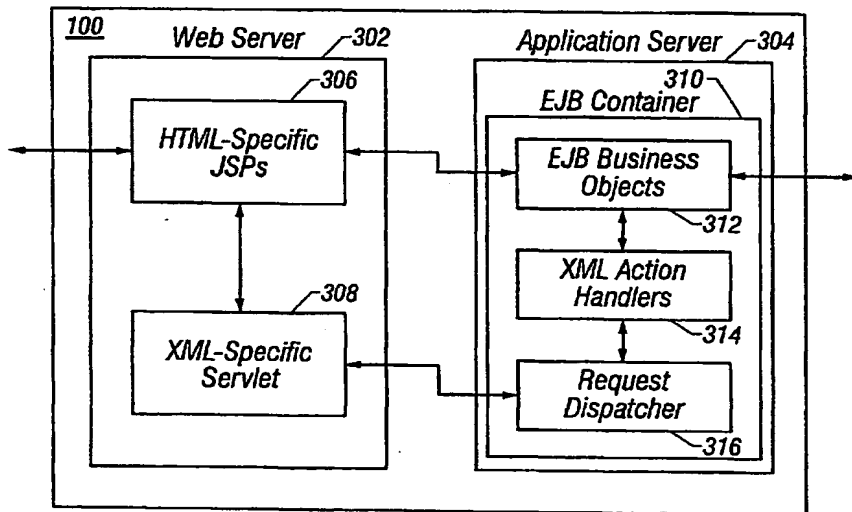 100
Web Server
302
Application Server
304
306
310
EJB Container
HTML-Specific
JSPs
EJB Business
Objects
312
XML Action
Handlers
314
308
XML-Specific
Servlet
Request
Dispatcher
316